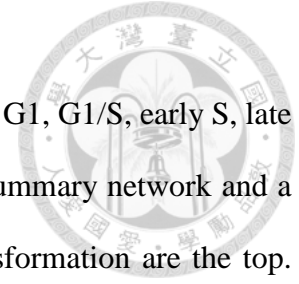 G1, G1/S, early S, late
ummary network and a
sformation are the top.